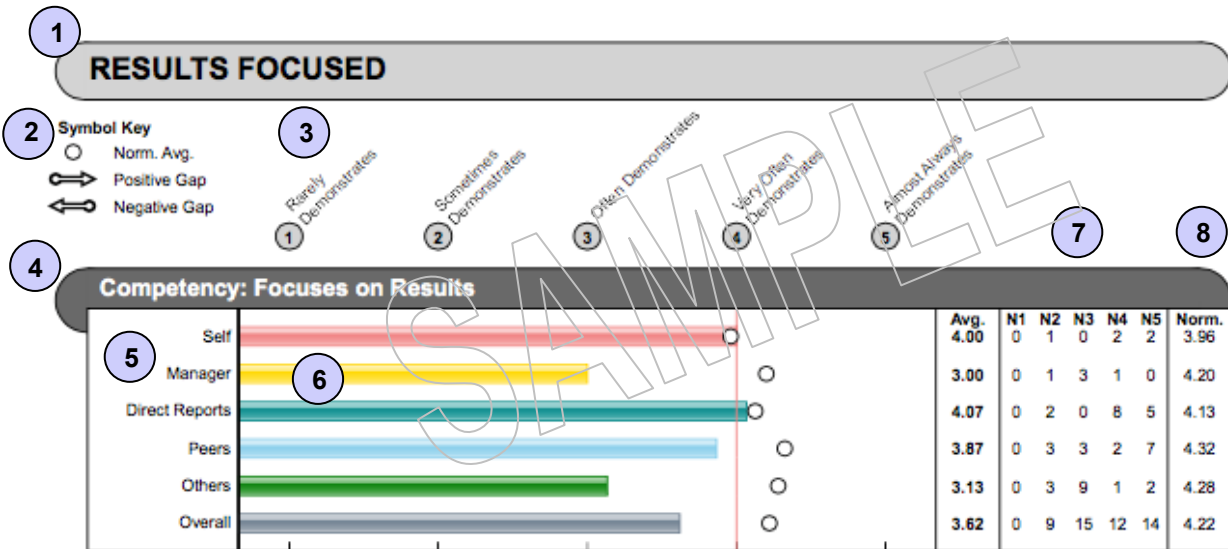 1
RESULTS FOCUSED
2
Symbol Key
Norm. Avg.
Positive Gap
Negative Gap
3
Rarely
Demonstrates
Sometimes
Demonstrates
Often Demonstrates
Very Often
Demonstrates
Almost Always
Demonstrates
1 2 3 4 5
7 8
4
Competency: Focuses on Results
Avg. N1 N2 N3 N4 N5 Norm.
Self 4.00 0 1 0 2 2 3.96
5
6
Manager 3.00 0 1 3 1 0 4.20
Direct Reports 4.07 0 2 0 8 5 4.13
Peers 3.87 0 3 3 2 7 4.32
Others 3.13 0 3 9 1 2 4.28
Overall 3.62 0 9 15 12 14 4.22
SAMPLE